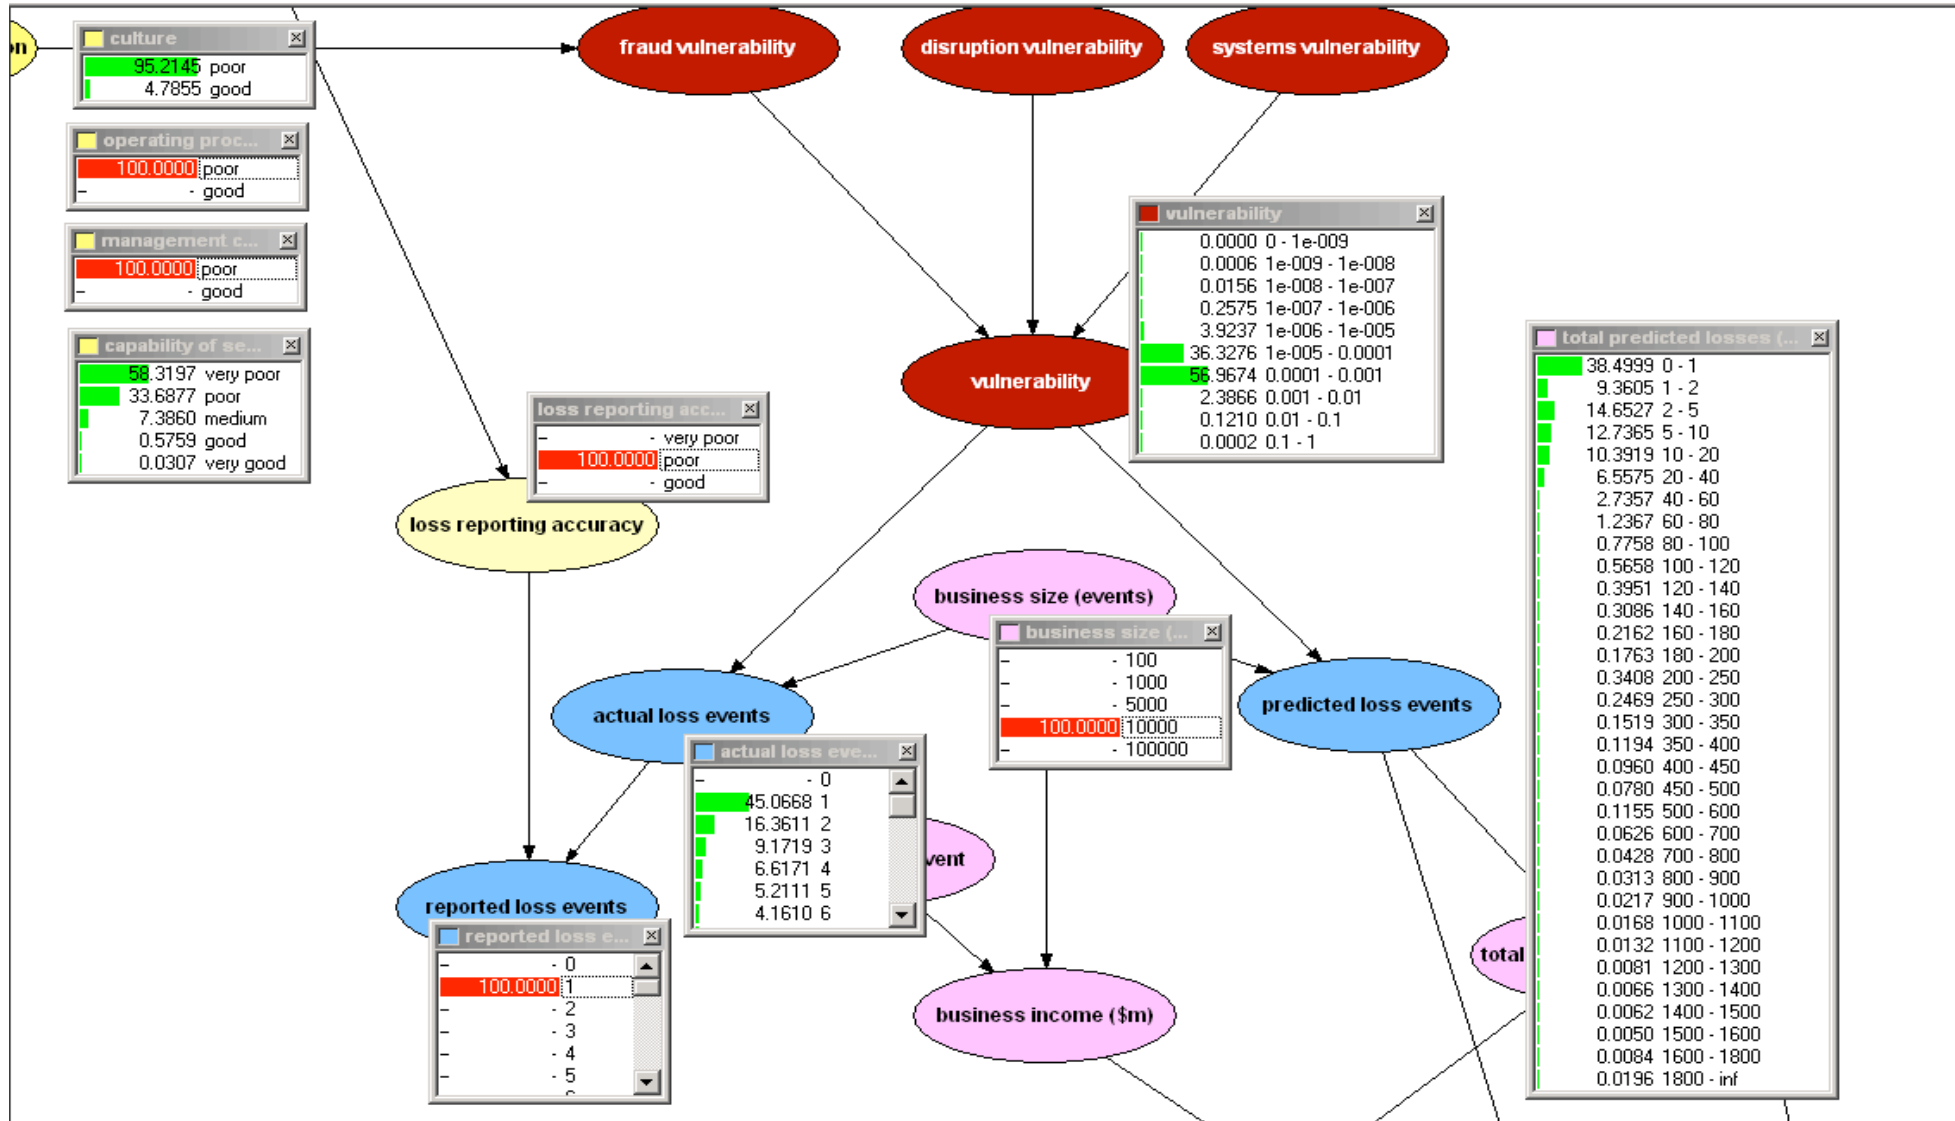 on
culture
95.2145 poor
4.7855 good
fraud vulnerability
disruption vulnerability
systems vulnerability
operating proc...
100.0000 poor
- - good
management c...
100.0000 poor
- - good
capability of se...
58.3197 very poor
33.6877 poor
7.3860 medium
0.5759 good
0.0307 very good
vulnerability
0.0000 0 - 1e-009
0.0006 1e-009 - 1e-008
0.0156 1e-008 - 1e-007
0.2575 1e-007 - 1e-006
3.9237 1e-006 - 1e-005
36.3276 1e-005 - 0.0001
56.9674 0.0001 - 0.001
2.3866 0.001 - 0.01
0.1210 0.01 - 0.1
0.0002 0.1 - 1
vulnerability
loss reporting acc...
- - very poor
100.0000 poor
- - good
loss reporting accuracy
total predicted losses (...
38.4999 0 - 1
9.3605 1 - 2
14.6527 2 - 5
12.7365 5 - 10
10.3919 10 - 20
6.5575 20 - 40
2.7357 40 - 60
1.2367 60 - 80
0.7758 80 - 100
0.5658 100 - 120
0.3951 120 - 140
0.3086 140 - 160
0.2162 160 - 180
0.1763 180 - 200
0.3408 200 - 250
0.2469 250 - 300
0.1519 300 - 350
0.1194 350 - 400
0.0960 400 - 450
0.0780 450 - 500
0.1155 500 - 600
0.0626 600 - 700
0.0428 700 - 800
0.0313 800 - 900
0.0217 900 - 1000
0.0168 1000 - 1100
0.0132 1100 - 1200
0.0081 1200 - 1300
0.0066 1300 - 1400
0.0062 1400 - 1500
0.0050 1500 - 1600
0.0084 1600 - 1800
0.0196 1800 - inf
business size (events)
business size (...
- - 100
- - 1000
- - 5000
100.0000 10000
- - 100000
actual loss events
predicted loss events
actual loss eve...
- - 0
45.0668 1
16.3611 2
9.1719 3
6.6171 4
5.2111 5
4.1610 6
vent
reported loss events
reported loss e...
- - 0
100.0000 1
- - 2
- - 3
- - 4
- - 5
total
business income ($m)